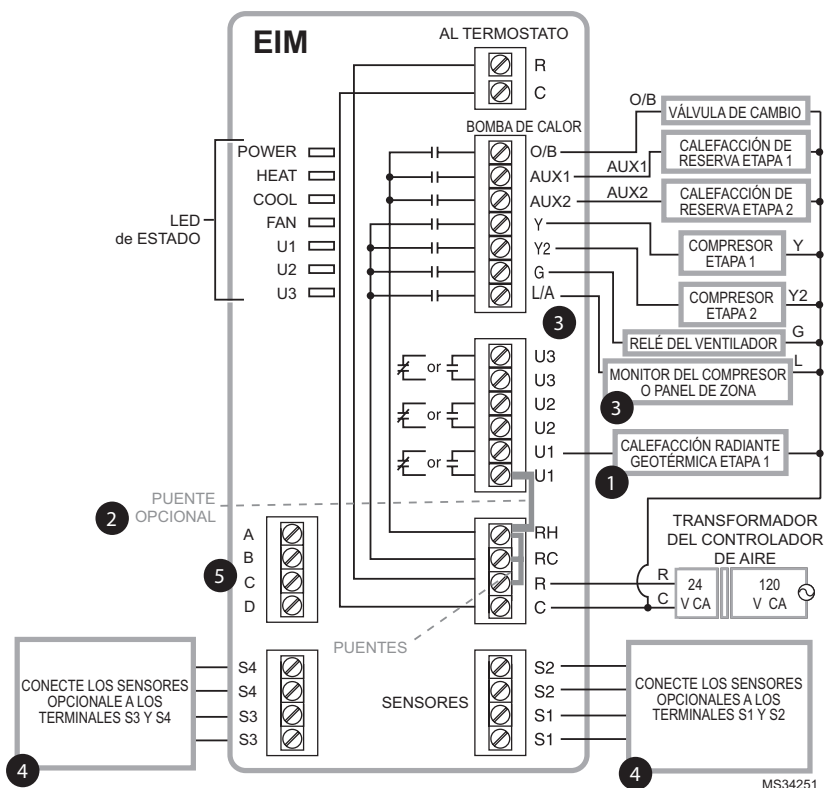 EIM
AL TERMOSTATO
R
C
BOMBA DE CALOR
O/B
AUX1
AUX2
Y
Y2
G
L/A
3
POWER
HEAT
COOL
FAN
U1
U2
U3
LED
de ESTADO
O/B
VÁLVULA DE CAMBIO
AUX1
CALEFACCIÓN DE
RESERVA ETAPA 1
AUX2
CALEFACCIÓN DE
RESERVA ETAPA 2
COMPRESOR
ETAPA 1
Y
COMPRESOR
ETAPA 2
Y2
RELÉ DEL VENTILADOR
G
MONITOR DEL COMPRESOR
O PANEL DE ZONA
L
3
or
or
or
U3
U3
U2
U2
U1
U1
CALEFACCIÓN RADIANTE
GEOTÉRMICA ETAPA 1
1
2
PUENTE
OPCIONAL
5
A
B
C
D
RH
RC
R
C
PUENTES
TRANSFORMADOR
DEL CONTROLADOR
DE AIRE
R
C
24
V CA
120
V CA
CONECTE LOS SENSORES
OPCIONALE A LOS
TERMINALES S3 Y S4
4
S4
S4
S3
S3
SENSORES
S2
S2
S1
S1
CONECTE LOS SENSORES
OPCIONALES A LOS
TERMINALES S1 Y S2
4
MS34251